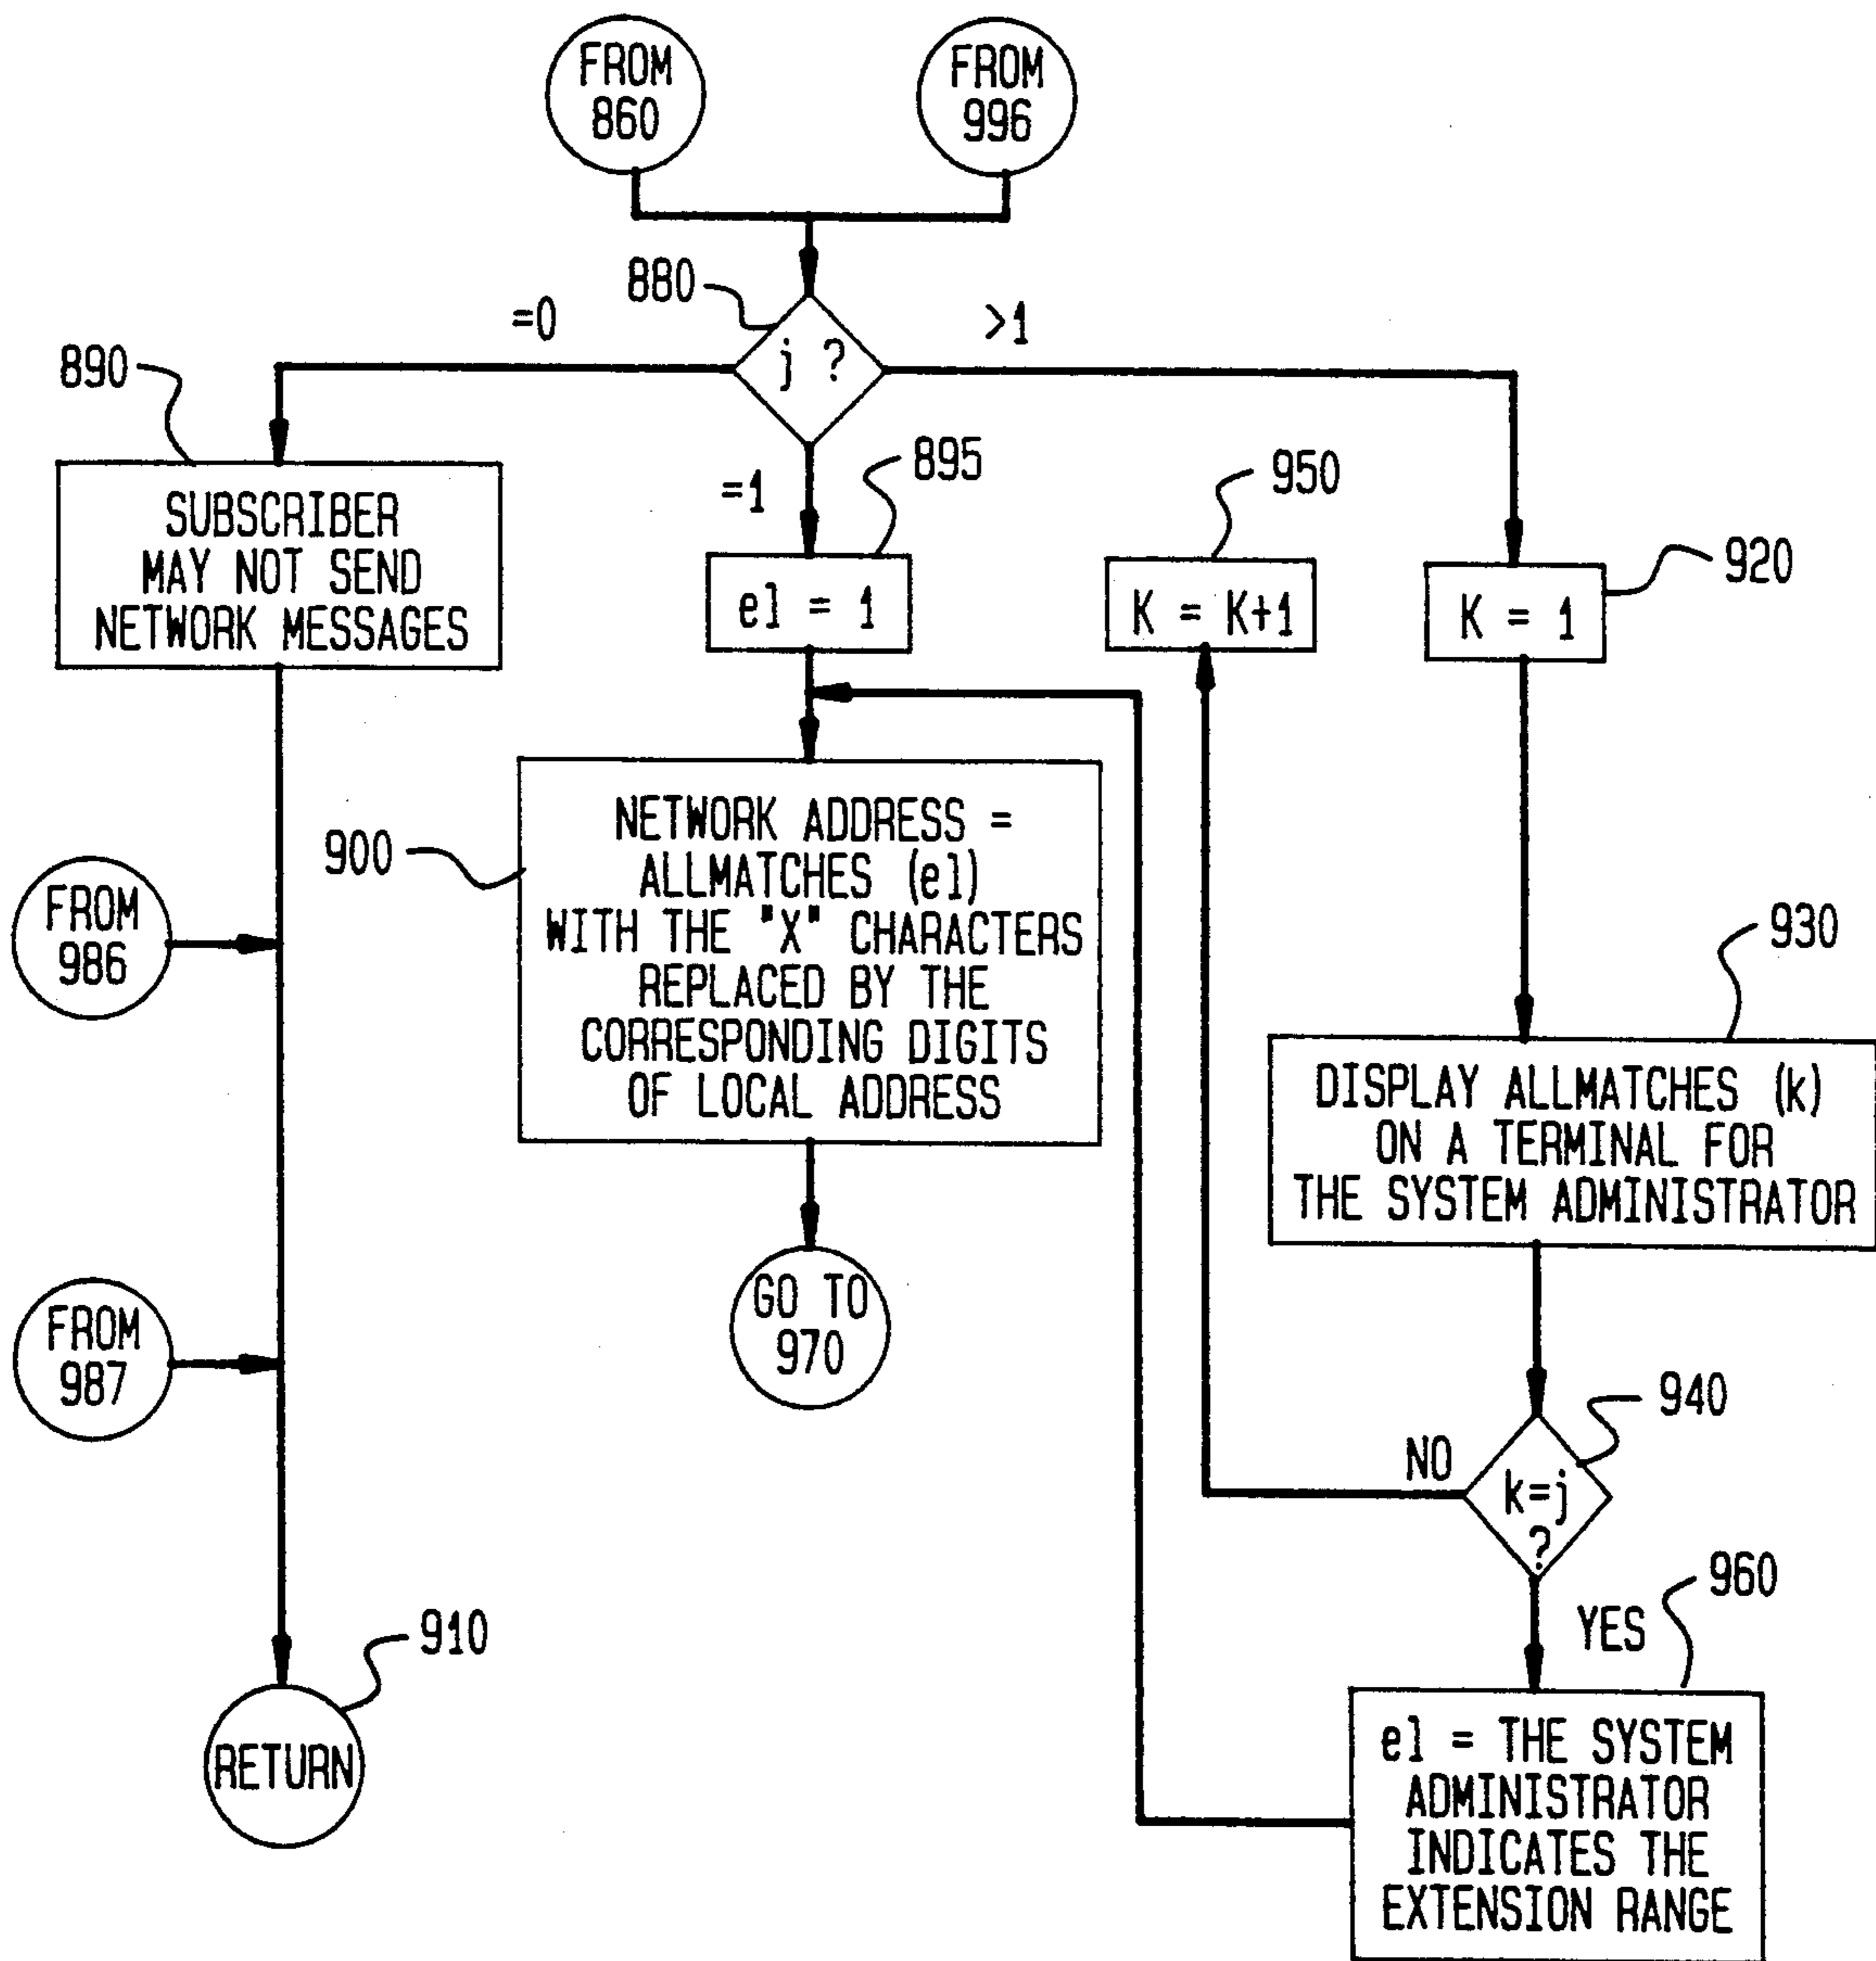 FROM
860
FROM
996
880
=0
>1
j ?
890
=1
895
950
920
SUBSCRIBER
MAY NOT SEND
NETWORK MESSAGES
el = 1
K = K+1
K = 1
900
NETWORK ADDRESS =
ALLMATCHES (el)
WITH THE "X" CHARACTERS
REPLACED BY THE
CORRESPONDING DIGITS
OF LOCAL ADDRESS
FROM
986
930
DISPLAY ALLMATCHES (k)
ON A TERMINAL FOR
THE SYSTEM ADMINISTRATOR
GO TO
970
FROM
987
940
NO
k=j
?
960
YES
910
RETURN
el = THE SYSTEM
ADMINISTRATOR
INDICATES THE
EXTENSION RANGE